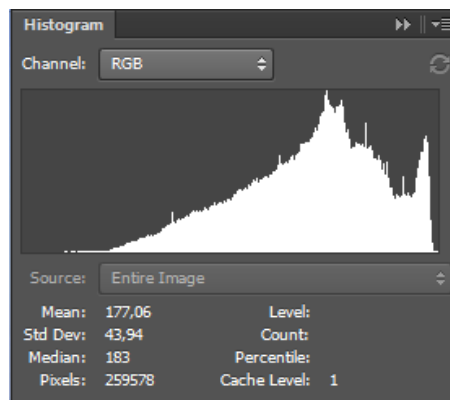 Histogram
Channel: RGB
Source: Entire Image
Mean: 177,06 Level:
Std Dev: 43,94 Count:
Median: 183 Percentile:
Pixels: 259578 Cache Level: 1